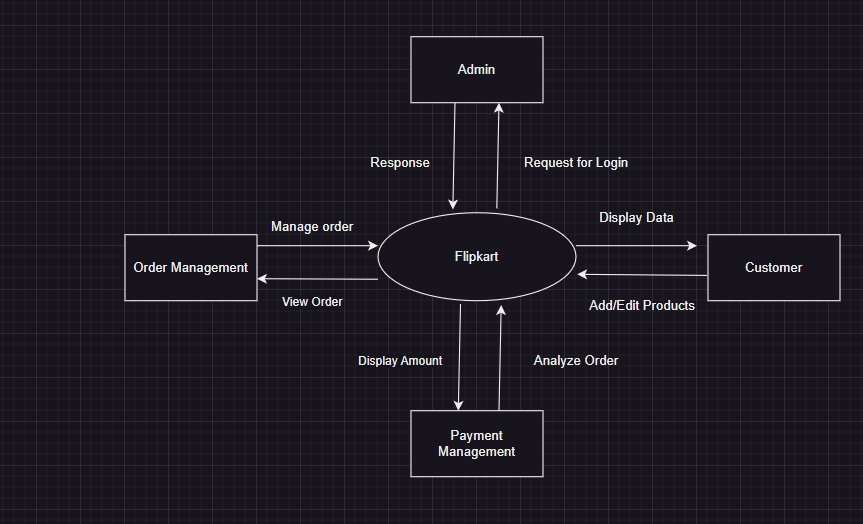 Admin
Response
Request for Login
Display Data
Manage order
Order Management
Flipkart
Customer
View Order
Add/Edit Products
Display Amount
Analyze Order
Payment
Management